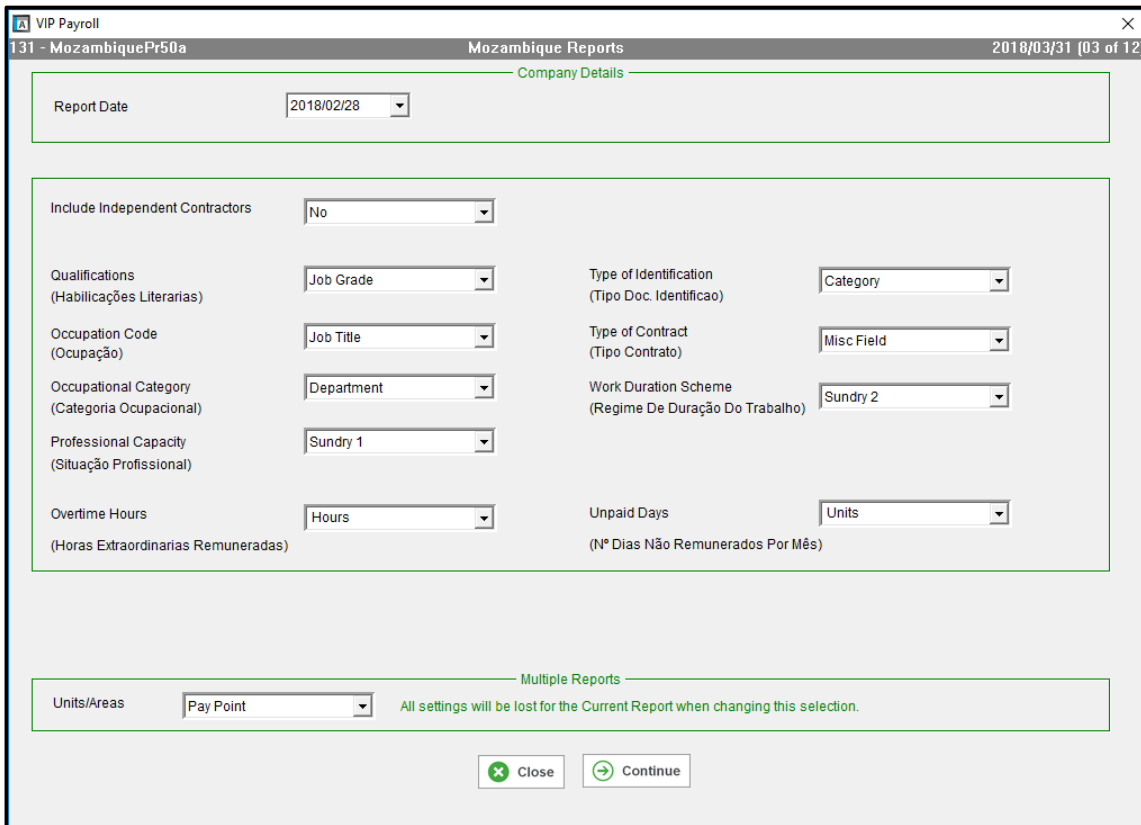 VIP Payroll
131 - MozambiquePr50a Mozambique Reports 2018/03/31 (03 of 12
Company Details
Report Date 2018/02/28
Include Independent Contractors No
Qualifications Job Grade Type of Identification Category
(Habilicações Literarias) (Tipo Doc. Identificao)
Occupation Code Job Title Type of Contract Misc Field
(Ocupação) (Tipo Contrato)
Occupational Category Department Work Duration Scheme Sundry 2
(Categoria Ocupacional) (Regime De Duração Do Trabalho)
Professional Capacity Sundry 1
(Situação Profissional)
Overtime Hours Hours Unpaid Days Units
(Horas Extraordinarias Remuneradas) (Nº Dias Não Remunerados Por Mês)
Multiple Reports
Units/Areas Pay Point All settings will be lost for the Current Report when changing this selection.
Close Continue